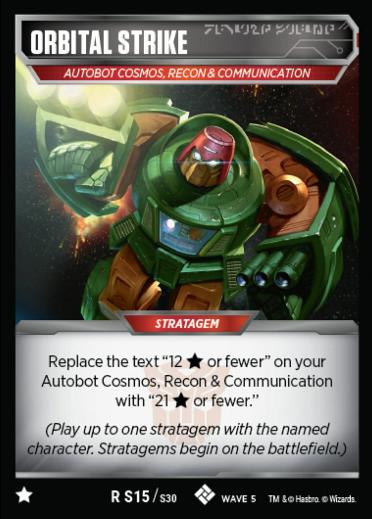 ORBITAL STRIKE
AUTOBOT COSMOS, RECON & COMMUNICATION
STRATAGEM
Replace the text “12 ★ or fewer” on your
Autobot Cosmos, Recon & Communication
with “21 ★ or fewer.”
(Play up to one stratagem with the named
character. Stratagems begin on the battlefield.)
★ R S15/S30 WAVE 5 TM & © Hasbro. © Wizards.